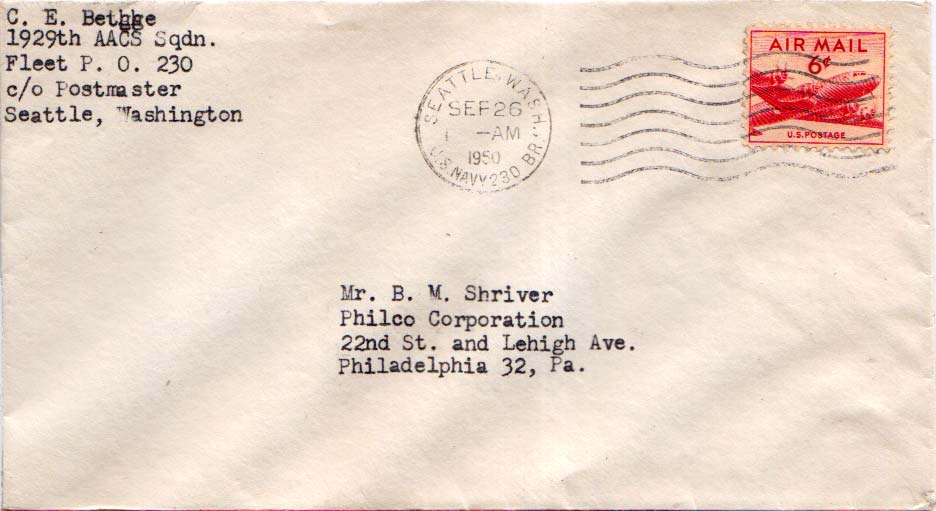 C. E. Bethge
1929th AACS Sqdn.
Fleet P. O. 230
c/o Postmaster
Seattle, Washington
SEATTLE, WASH.
SEP 26
-AM
1950
U.S. NAVY 230 BR.
AIR MAIL
6¢
U.S. POSTAGE
Mr. B. M. Shriver
Philco Corporation
22nd St. and Lehigh Ave.
Philadelphia 32, Pa.